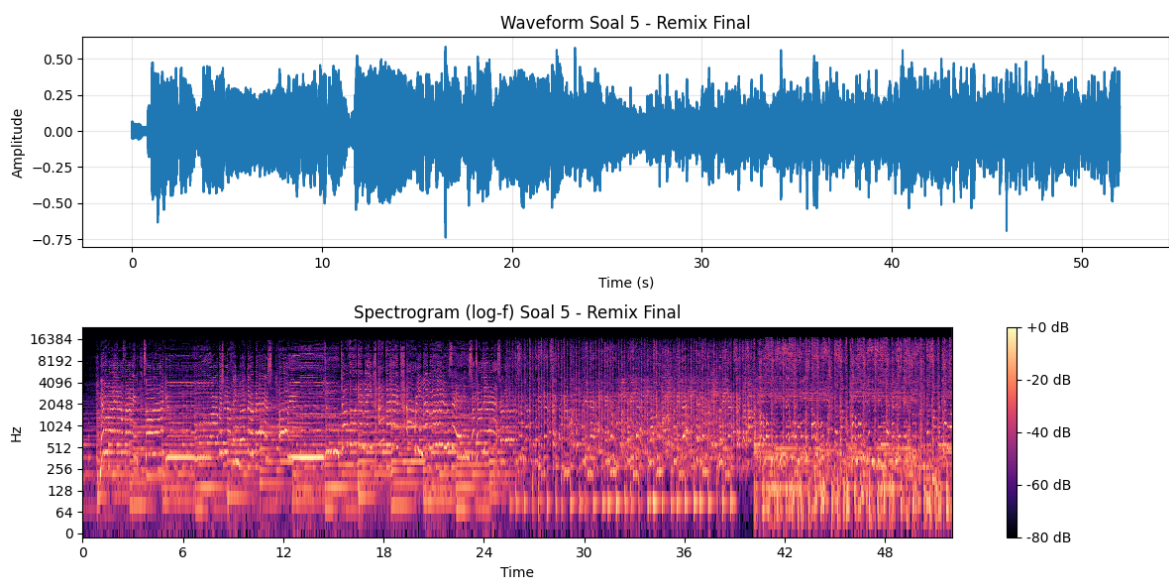 Waveform Soal 5 - Remix Final
Amplitude
0.50
0.25
0.00
−0.25
−0.50
−0.75
0 10 20 30 40 50
Time (s)
Spectrogram (log-f) Soal 5 - Remix Final
Hz
16384
8192
4096
2048
1024
512
256
128
64
0
0 6 12 18 24 30 36 42 48
Time
+0 dB
-20 dB
-40 dB
-60 dB
-80 dB